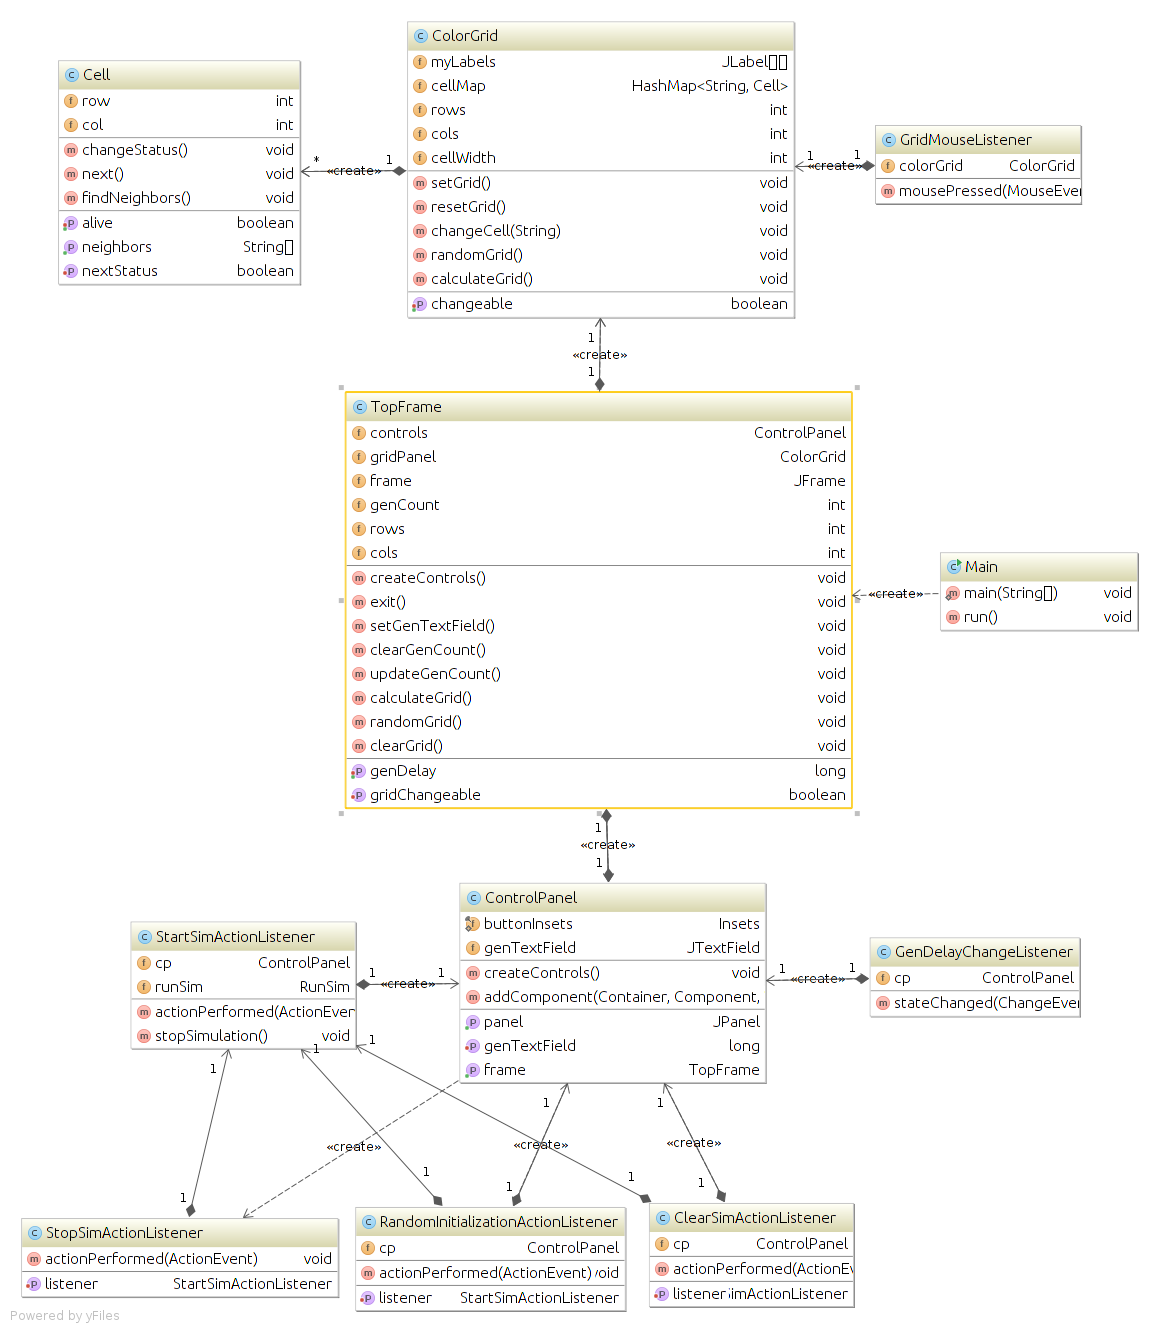 ColorGrid
myLabels JLabel[][]
cellMap HashMap<String, Cell>
rows int
cols int
cellWidth int
setGrid() void
resetGrid() void
changeCell(String) void
randomGrid() void
calculateGrid() void
changeable boolean
Cell
row int
col int
changeStatus() void
next() void
findNeighbors() void
alive boolean
neighbors String[]
nextStatus boolean
* «create» 1
GridMouseListener
colorGrid ColorGrid
mousePressed(MouseEve
1 «create» 1
1
«create»
1
TopFrame
controls ControlPanel
gridPanel ColorGrid
frame JFrame
genCount int
rows int
cols int
createControls() void
exit() void
setGenTextField() void
clearGenCount() void
updateGenCount() void
calculateGrid() void
randomGrid() void
clearGrid() void
genDelay long
gridChangeable boolean
«create»
Main
main(String[]) void
run() void
1
«create»
1
ControlPanel
buttonInsets Insets
genTextField JTextField
createControls() void
addComponent(Container, Component,
panel JPanel
genTextField long
frame TopFrame
StartSimActionListener
cp ControlPanel
runSim RunSim
actionPerformed(ActionEven
stopSimulation() void
1 «create» 1
GenDelayChangeListener
cp ControlPanel
stateChanged(ChangeEve
1 «create» 1
1 1 1
1 1
«create» «create» «create»
1 1 1
1 1
StopSimActionListener
actionPerformed(ActionEvent) void
listener StartSimActionListener
RandomInitializationActionListener
cp ControlPanel
actionPerformed(ActionEvent) void
listener StartSimActionListener
ClearSimActionListener
cp ControlPanel
actionPerformed(ActionEv
listener imActionListener
Powered by yFiles